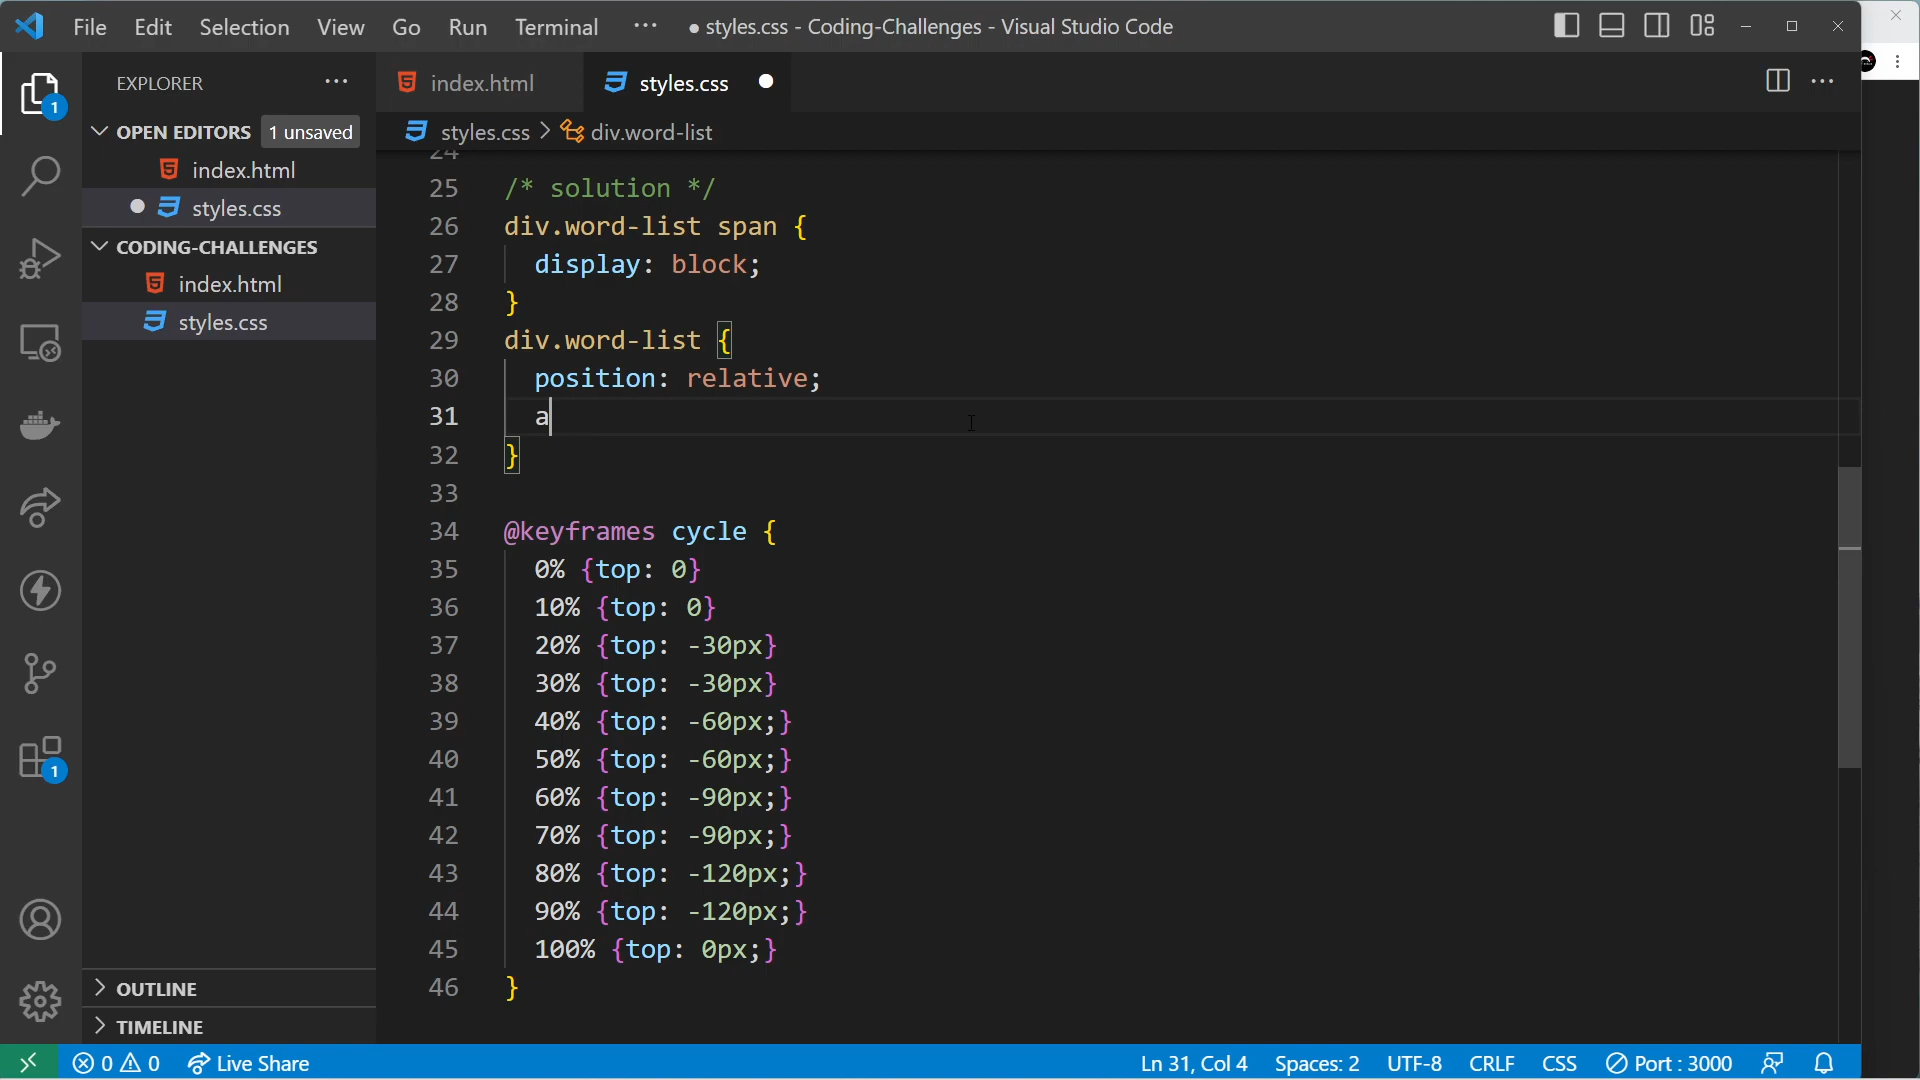 File Edit Selection View Go Run Terminal ··· ● styles.css - Coding-Challenges - Visual Studio Code
EXPLORER ···
index.html styles.css
OPEN EDITORS 1 unsaved
styles.css > div.word-list
index.html
styles.css
CODING-CHALLENGES
index.html
styles.css
24
25 /* solution */
26 div.word-list span {
27 display: block;
28 }
29 div.word-list {
30 position: relative;
31 a
32 }
33
34 @keyframes cycle {
35 0% {top: 0}
36 10% {top: 0}
37 20% {top: -30px}
38 30% {top: -30px}
39 40% {top: -60px;}
40 50% {top: -60px;}
41 60% {top: -90px;}
42 70% {top: -90px;}
43 80% {top: -120px;}
44 90% {top: -120px;}
45 100% {top: 0px;}
46 }
1
1
OUTLINE
TIMELINE
0 0 Live Share Ln 31, Col 4 Spaces: 2 UTF-8 CRLF CSS Port : 3000